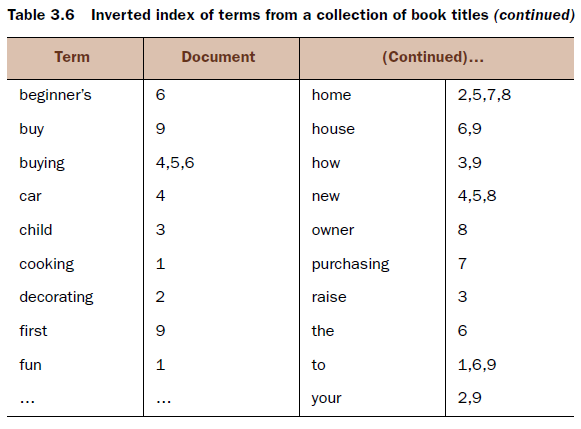 Table 3.6 Inverted index of terms from a collection of book titles (continued)
Term Document (Continued)…
beginner's 6 home 2,5,7,8
buy 9 house 6,9
buying 4,5,6 how 3,9
car 4 new 4,5,8
child 3 owner 8
cooking 1 purchasing 7
decorating 2 raise 3
first 9 the 6
fun 1 to 1,6,9
… … your 2,9